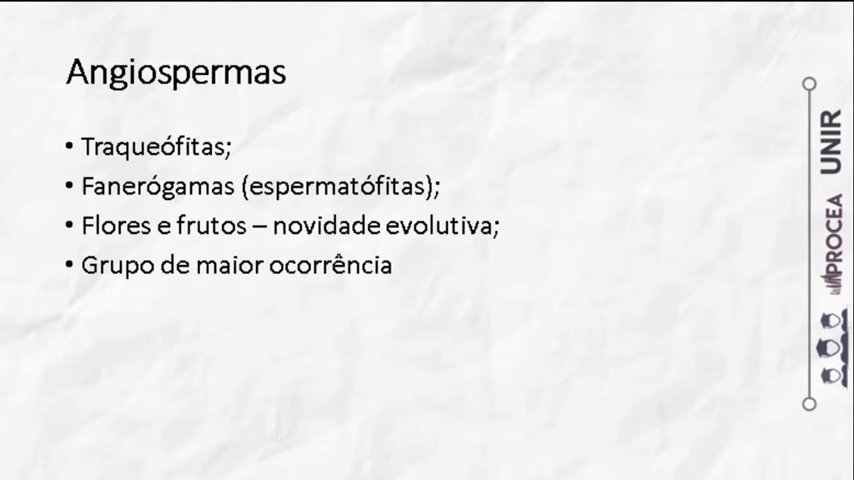 Angiospermas
• Traqueófitas;
• Fanerógamas (espermatófitas);
• Flores e frutos – novidade evolutiva;
• Grupo de maior ocorrência
UNIR
PROCEA